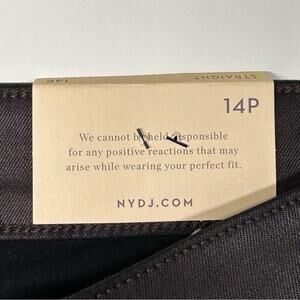 14P
STRAIGHT
14P
We cannot be held responsible
for any positive reactions that may
arise while wearing your perfect fit.
NYDJ.COM